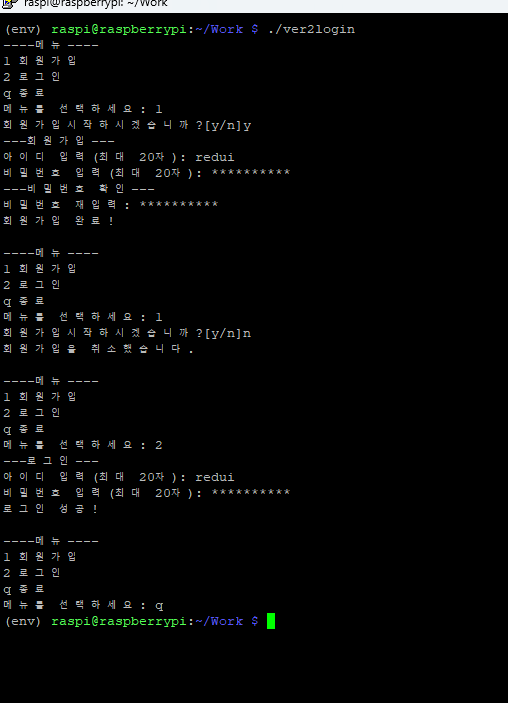 raspi@raspberrypi: ~/Work
(env) raspi@raspberrypi:~/Work $ ./ver2login
----메뉴----
1 회원가입
2 로그인
q 종료
메뉴를 선택하세요: 1
회원가입시작하시겠습니까?[y/n]y
---회원가입---
아이디 입력(최대 20자): redui
비밀번호 입력(최대 20자): **********
---비밀번호 확인---
비밀번호 재입력: **********
회원가입 완료!
----메뉴----
1 회원가입
2 로그인
q 종료
메뉴를 선택하세요: 1
회원가입시작하시겠습니까?[y/n]n
회원가입을 취소했습니다.
----메뉴----
1 회원가입
2 로그인
q 종료
메뉴를 선택하세요: 2
---로그인---
아이디 입력(최대 20자): redui
비밀번호 입력(최대 20자): **********
로그인 성공!
----메뉴----
1 회원가입
2 로그인
q 종료
메뉴를 선택하세요: q
(env) raspi@raspberrypi:~/Work $